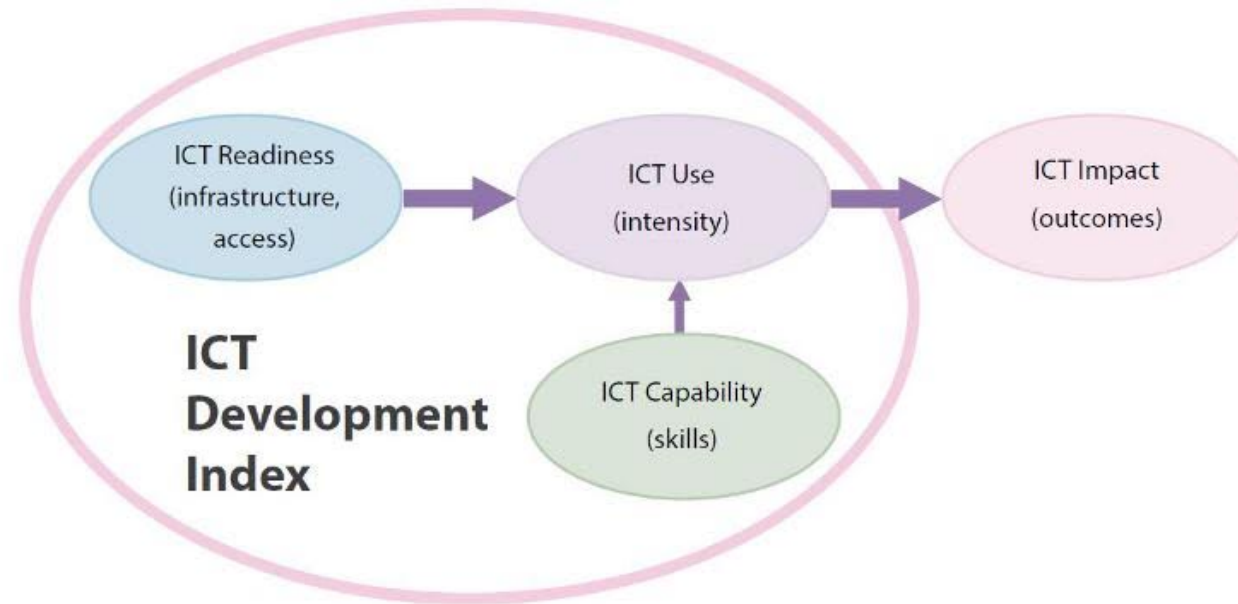 ICT Readiness
(infrastructure,
access)
ICT Use
(intensity)
ICT Impact
(outcomes)
ICT
Development
Index
ICT Capability
(skills)